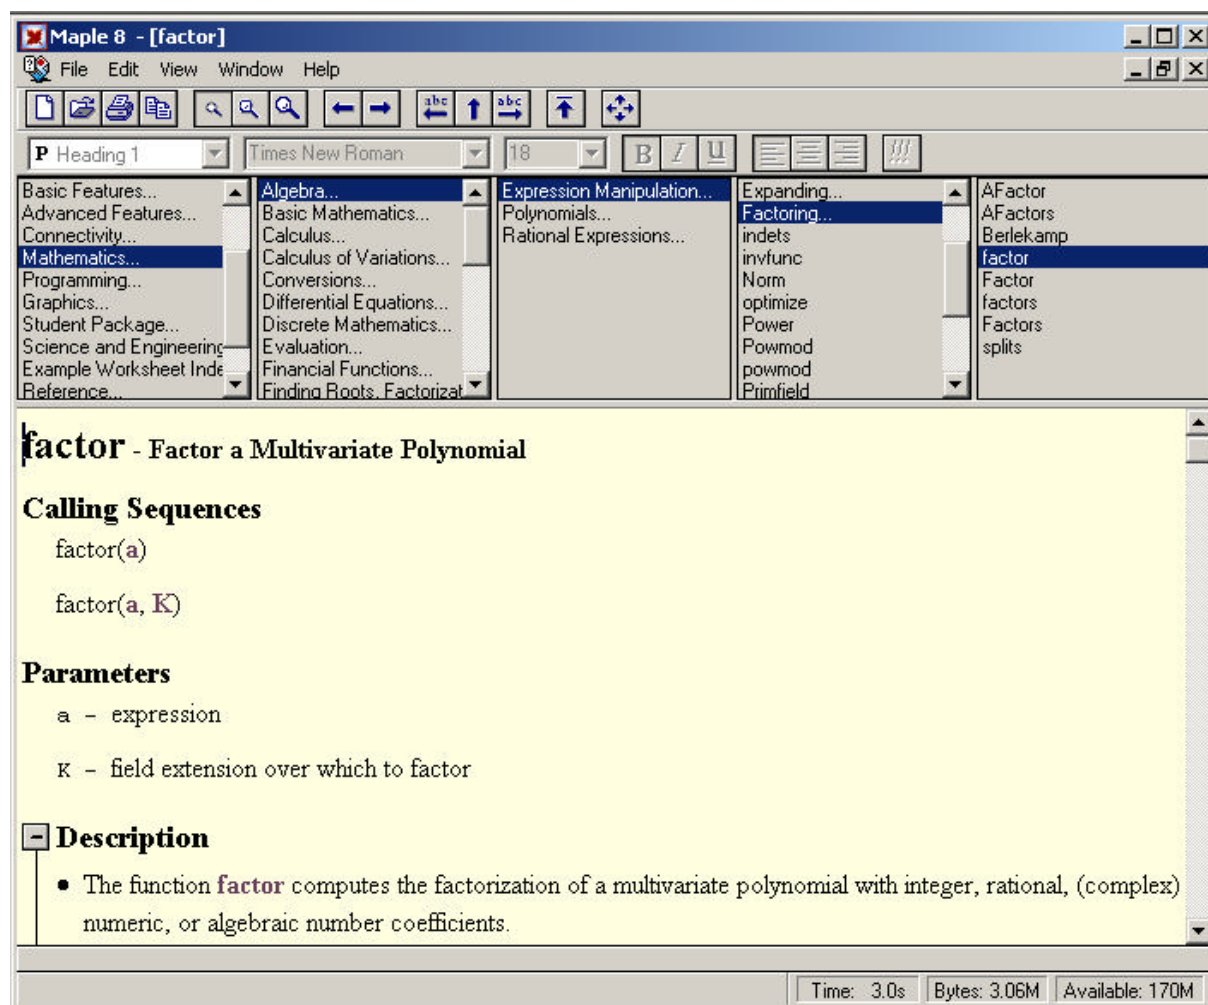 Maple 8 - [factor]
File Edit View Window Help
abc abc
P Heading 1 Times New Roman 18 B I U
Basic Features...
Advanced Features...
Connectivity...
Mathematics...
Programming...
Graphics...
Student Package...
Science and Engineering
Example Worksheet Inde
Reference...
Algebra...
Basic Mathematics...
Calculus...
Calculus of Variations...
Conversions...
Differential Equations...
Discrete Mathematics...
Evaluation...
Financial Functions...
Finding Roots, Factorizat
Expression Manipulation...
Polynomials...
Rational Expressions...
Expanding...
Factoring...
indets
invfunc
Norm
optimize
Power
Powmod
powmod
Primfield
AFactor
AFactors
Berlekamp
factor
Factor
factors
Factors
splits
factor - Factor a Multivariate Polynomial
Calling Sequences
factor(a)
factor(a, K)
Parameters
a - expression
K - field extension over which to factor
Description
• The function factor computes the factorization of a multivariate polynomial with integer, rational, (complex)
numeric, or algebraic number coefficients.
Time: 3.0s Bytes: 3.06M Available: 170M